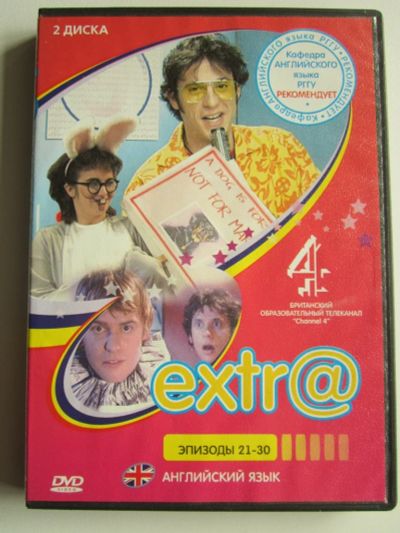 2 ДИСКА
Кафедра АНГЛИЙСКОГО языка РГГУ • РЕКОМЕНДУЕТ •
Кафедра
АНГЛИЙСКОГО
языка
РГГУ
РЕКОМЕНДУЕТ
A DOG IS FOR
NOT FOR
4
БРИТАНСКИЙ
ОБРАЗОВАТЕЛЬНЫЙ ТЕЛЕКАНАЛ
"Channel 4"
extr@
ЭПИЗОДЫ 21-30
DVD
VIDEO
АНГЛИЙСКИЙ ЯЗЫК